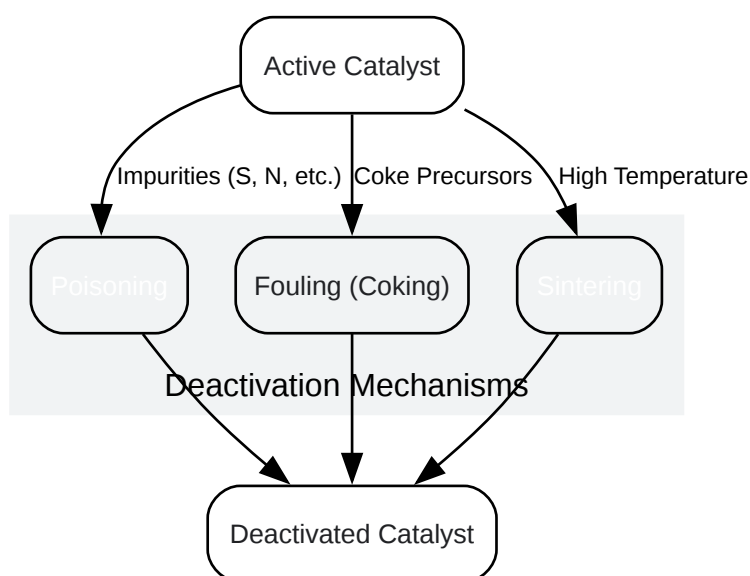 Active Catalyst
Impurities (S, N, etc.)
Coke Precursors
High Temperature
Poisoning
Fouling (Coking)
Sintering
Deactivation Mechanisms
Deactivated Catalyst